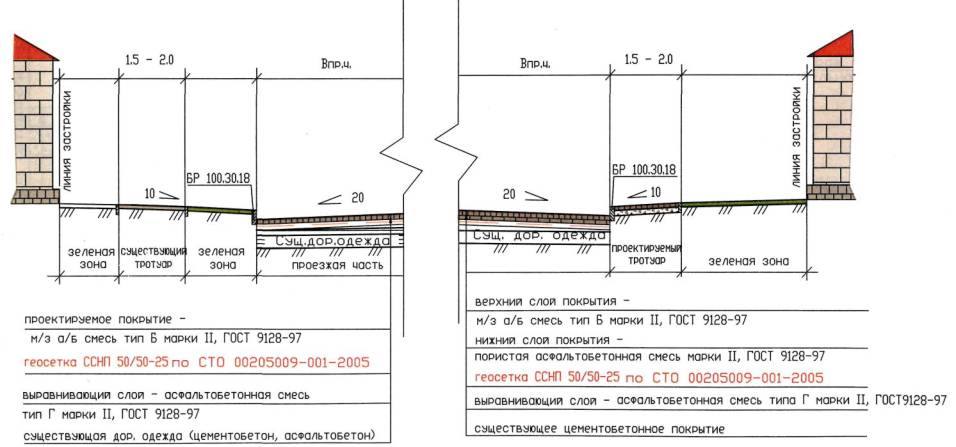 1.5 - 2.0
Впр.ч.
Впр.ч.
1.5 - 2.0
ЛИНИЯ ЗАСТРОЙКИ
ЛИНИЯ ЗАСТРОЙКИ
БР 100.30.18
БР 100.30.18
10
20
20
10
СУЩ.ДОР.ОДЕЖДА
СУЩ. ДОР. ОДЕЖДА
ЗЕЛЕНАЯ
ЗОНА
СУЩЕСТВУЮЩИЙ
ТРОТУАР
ЗЕЛЕНАЯ
ЗОНА
ПРОЕЗЖАЯ ЧАСТЬ
ПРОЕКТИРУЕМЫЙ
ТРОТУАР
ЗЕЛЕНАЯ ЗОНА
ПРОЕКТИРУЕМОЕ ПОКРЫТИЕ -
М/З А/Б СМЕСЬ ТИП Б МАРКИ II, ГОСТ 9128-97
ГЕОСЕТКА ССНП 50/50-25 ПО СТО 00205009-001-2005
ВЫРАВНИВАЮЩИЙ СЛОЙ - АСФАЛЬТОБЕТОННАЯ СМЕСЬ
ТИП Г МАРКИ II, ГОСТ 9128-97
СУЩЕСТВУЮЩАЯ ДОР. ОДЕЖДА (ЦЕМЕНТОБЕТОН, АСФАЛЬТОБЕТОН)
ВЕРХНИЙ СЛОЙ ПОКРЫТИЯ -
М/З А/Б СМЕСЬ ТИП Б МАРКИ II, ГОСТ 9128-97
НИЖНИЙ СЛОЙ ПОКРЫТИЯ -
ПОРИСТАЯ АСФАЛЬТОБЕТОННАЯ СМЕСЬ МАРКИ II, ГОСТ 9128-97
ГЕОСЕТКА ССНП 50/50-25 ПО СТО 00205009-001-2005
ВЫРАВНИВАЮЩИЙ СЛОЙ - АСФАЛЬТОБЕТОННАЯ СМЕСЬ ТИПА Г МАРКИ II, ГОСТ9128-97
СУЩЕСТВУЮЩЕЕ ЦЕМЕНТОБЕТОННОЕ ПОКРЫТИЕ